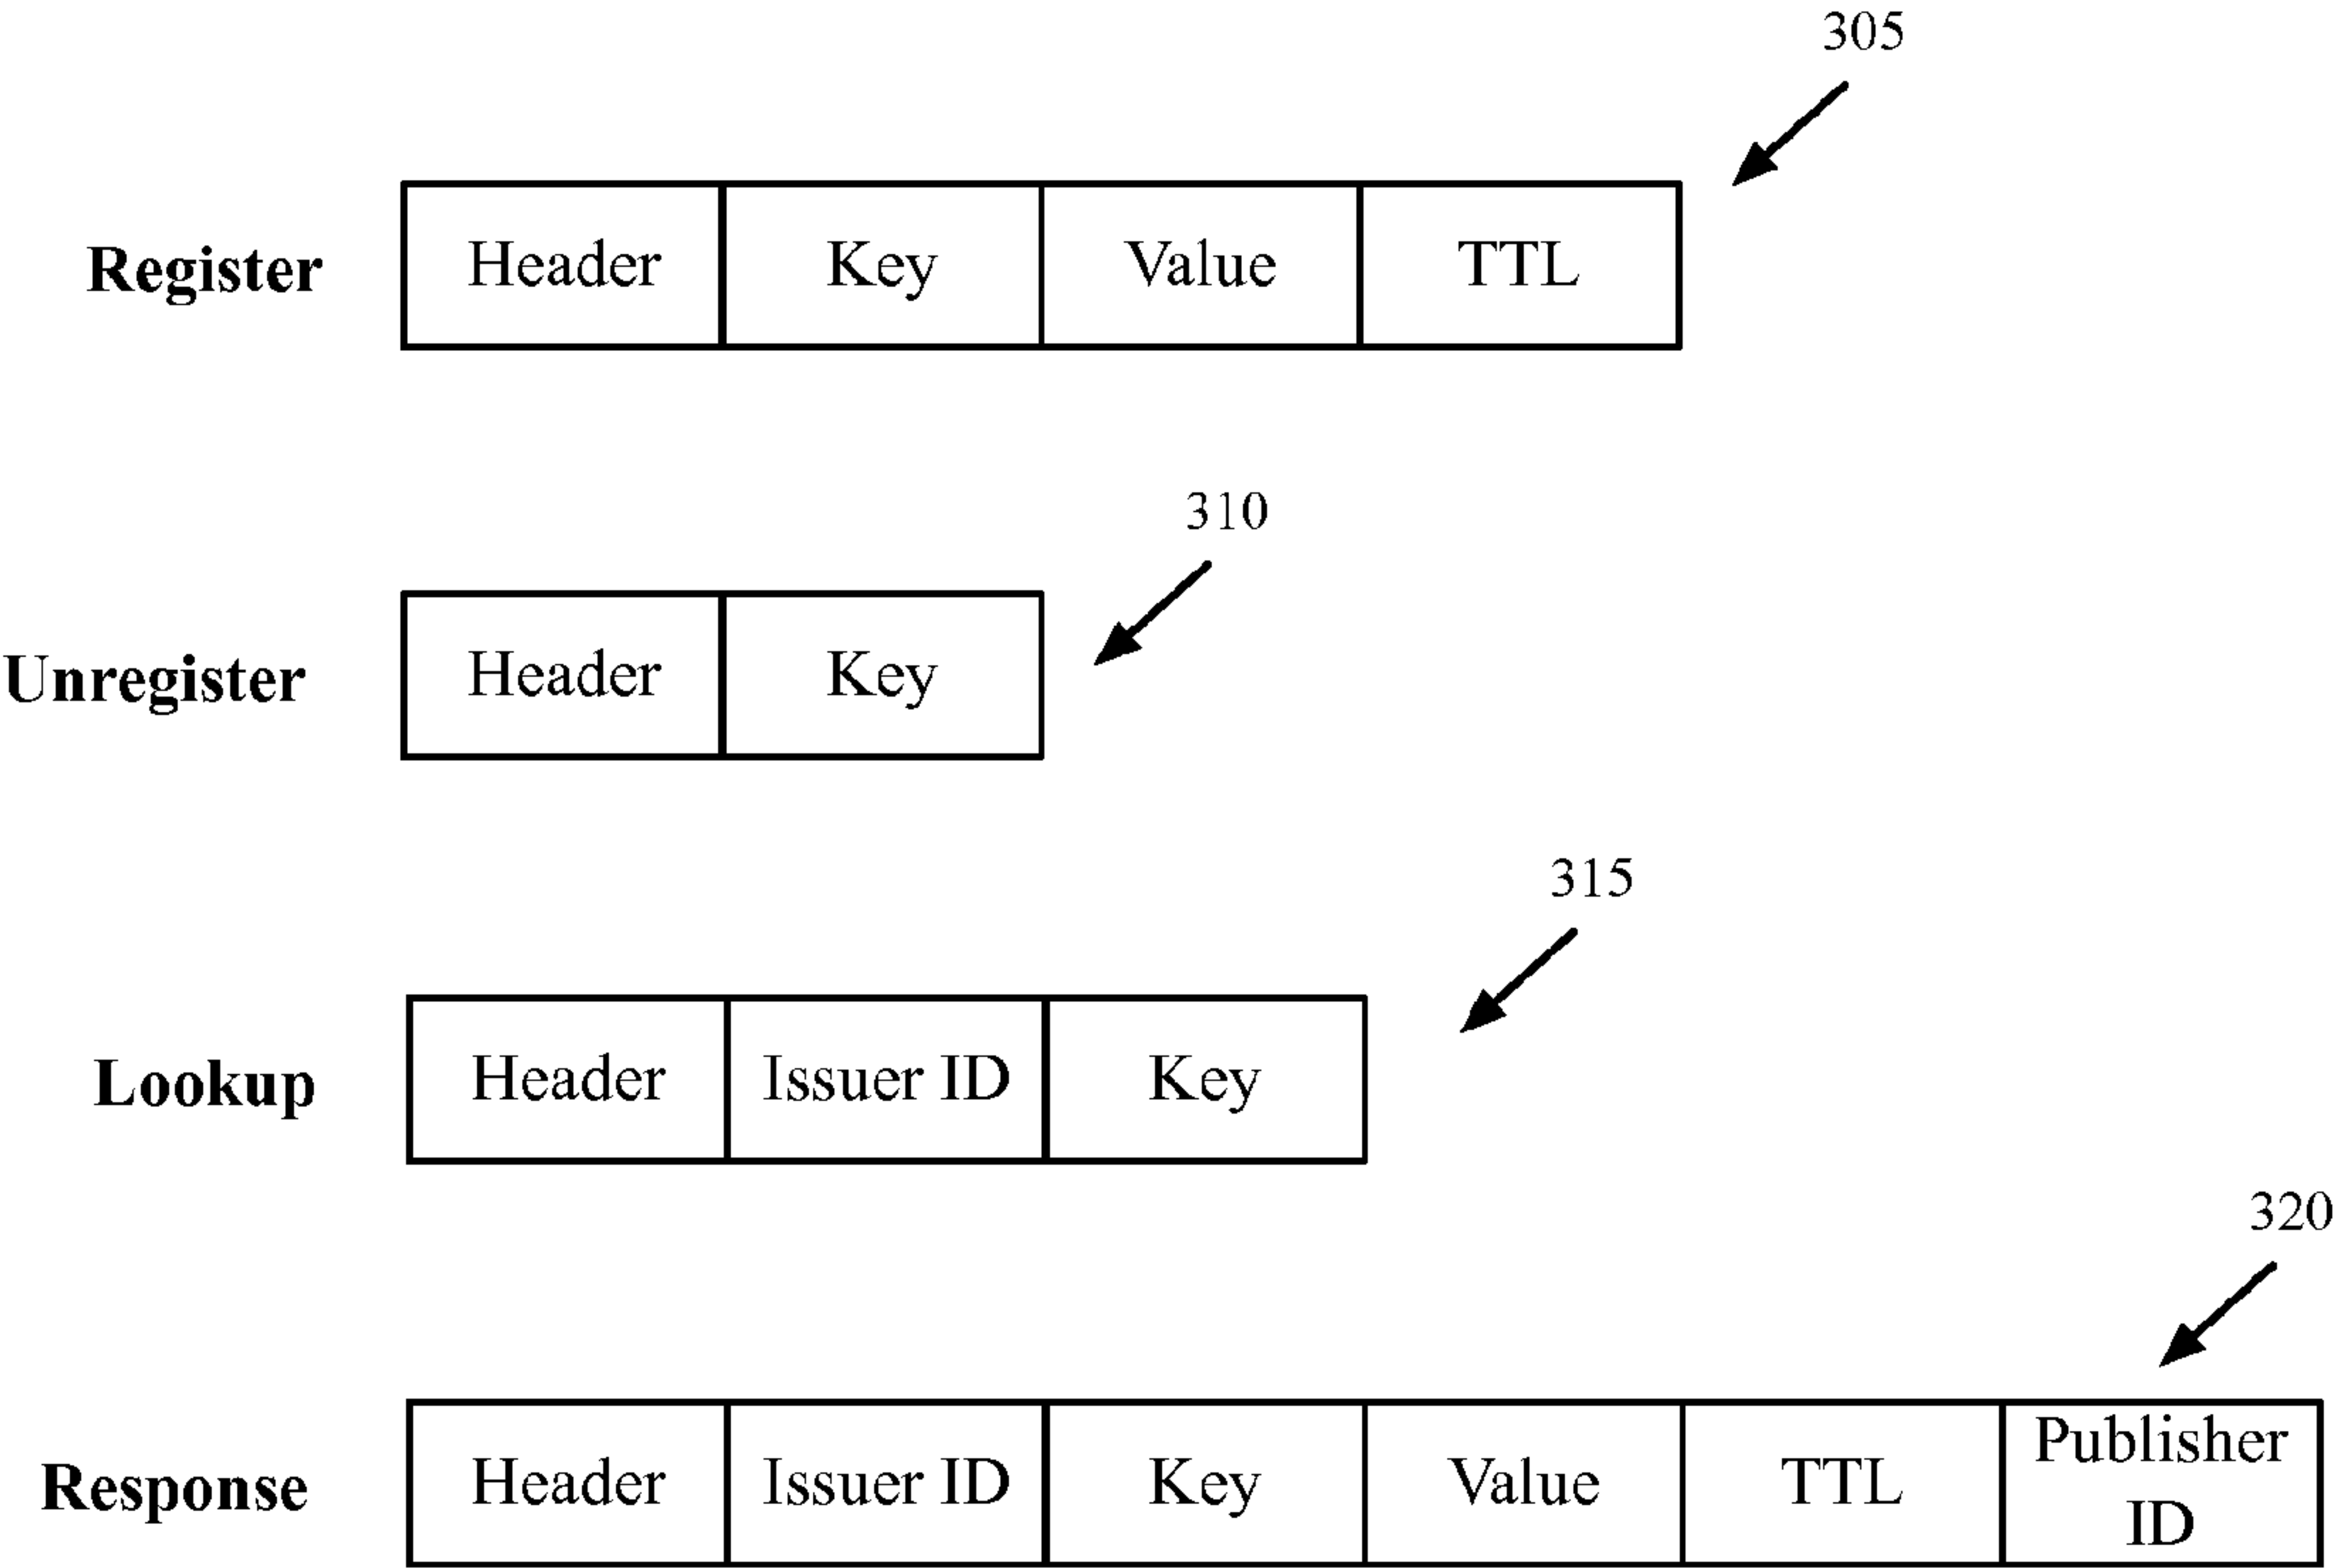 305
Register Header Key Value TTL
310
Unregister Header Key
315
Lookup Header Issuer ID Key
320
Response Header Issuer ID Key Value TTL Publisher
ID